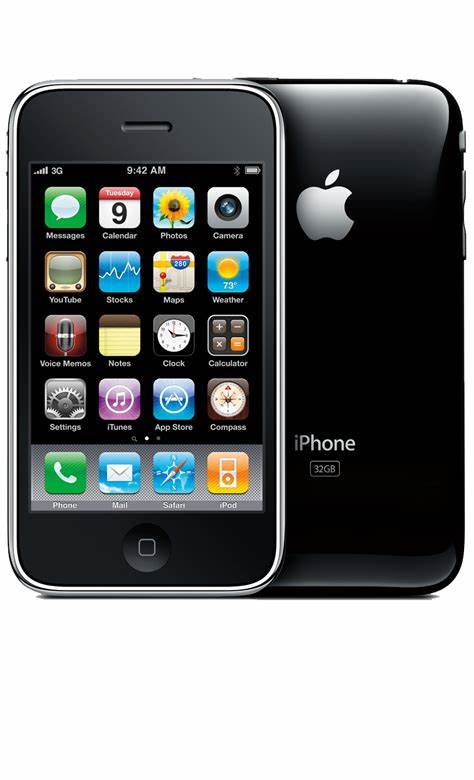 3G 9:42 AM
Tuesday
9
Messages Calendar Photos Camera
280
73°
YouTube Stocks Maps Weather
Voice Memos Notes Clock Calculator
Settings iTunes App Store Compass
Phone Mail Safari iPod
iPhone
32GB